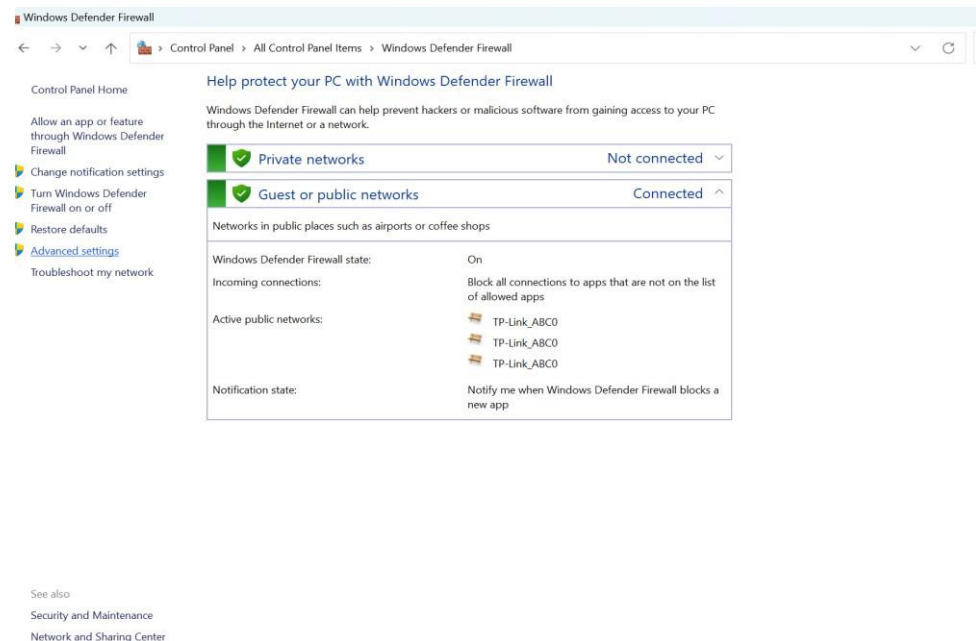 Windows Defender Firewall
Control Panel > All Control Panel Items > Windows Defender Firewall
Control Panel Home
Allow an app or feature
through Windows Defender
Firewall
Change notification settings
Turn Windows Defender
Firewall on or off
Restore defaults
Advanced settings
Troubleshoot my network
Help protect your PC with Windows Defender Firewall
Windows Defender Firewall can help prevent hackers or malicious software from gaining access to your PC
through the Internet or a network.
Private networks Not connected
Guest or public networks Connected
Networks in public places such as airports or coffee shops
Windows Defender Firewall state: On
Incoming connections: Block all connections to apps that are not on the list
of allowed apps
Active public networks: TP-Link_ABC0
TP-Link_ABC0
TP-Link_ABC0
Notification state: Notify me when Windows Defender Firewall blocks a
new app
See also
Security and Maintenance
Network and Sharing Center